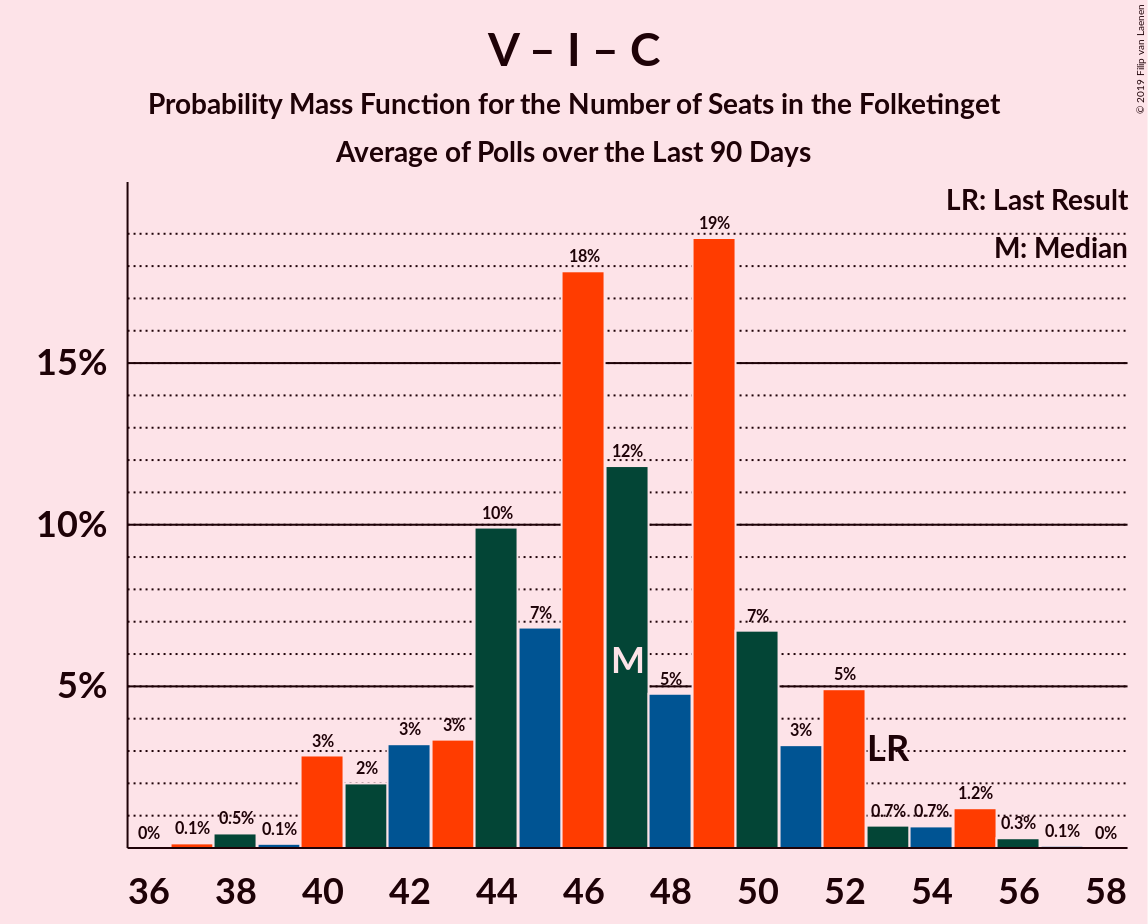 V – I – C
Probability Mass Function for the Number of Seats in the Folketinget
Average of Polls over the Last 90 Days
© 2019 Filip van Laenen
LR: Last Result
M: Median
15%
10%
5%
0%
0.1%
0.5%
0.1%
3%
2%
3%
3%
10%
7%
18%
12%
5%
19%
7%
3%
5%
0.7%
0.7%
1.2%
0.3%
0.1%
0%
M
LR
36 38 40 42 44 46 48 50 52 54 56 58